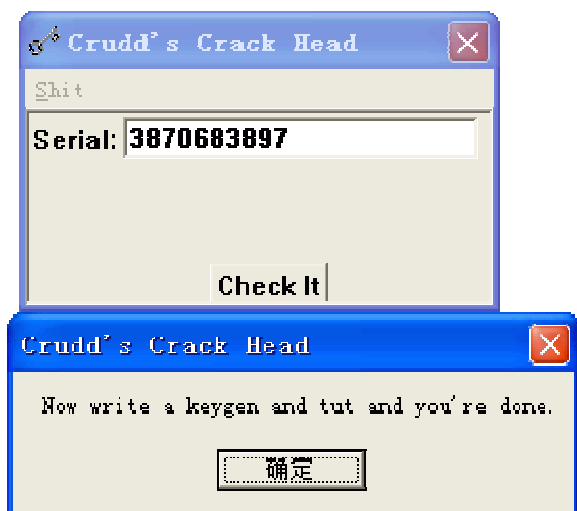 Crudd's Crack Head
Shit
Serial: 3870683897
Check It
Crudd's Crack Head
Now write a keygen and tut and you're done.
确定